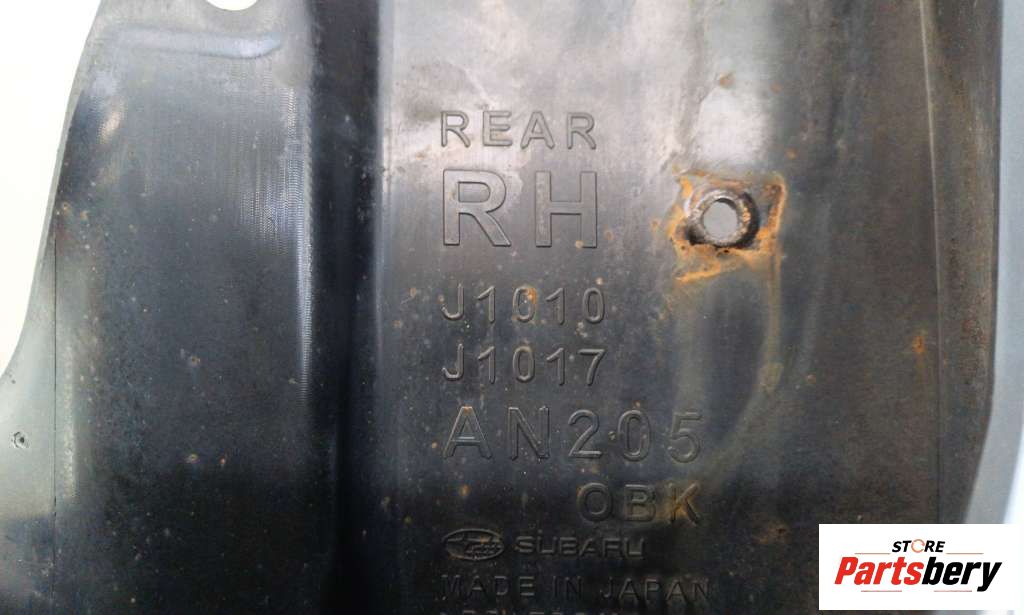 REAR
RH
J1010
J1017
AN205
OBK
SUBARU
MADE IN JAPAN
STORE
Partsbery